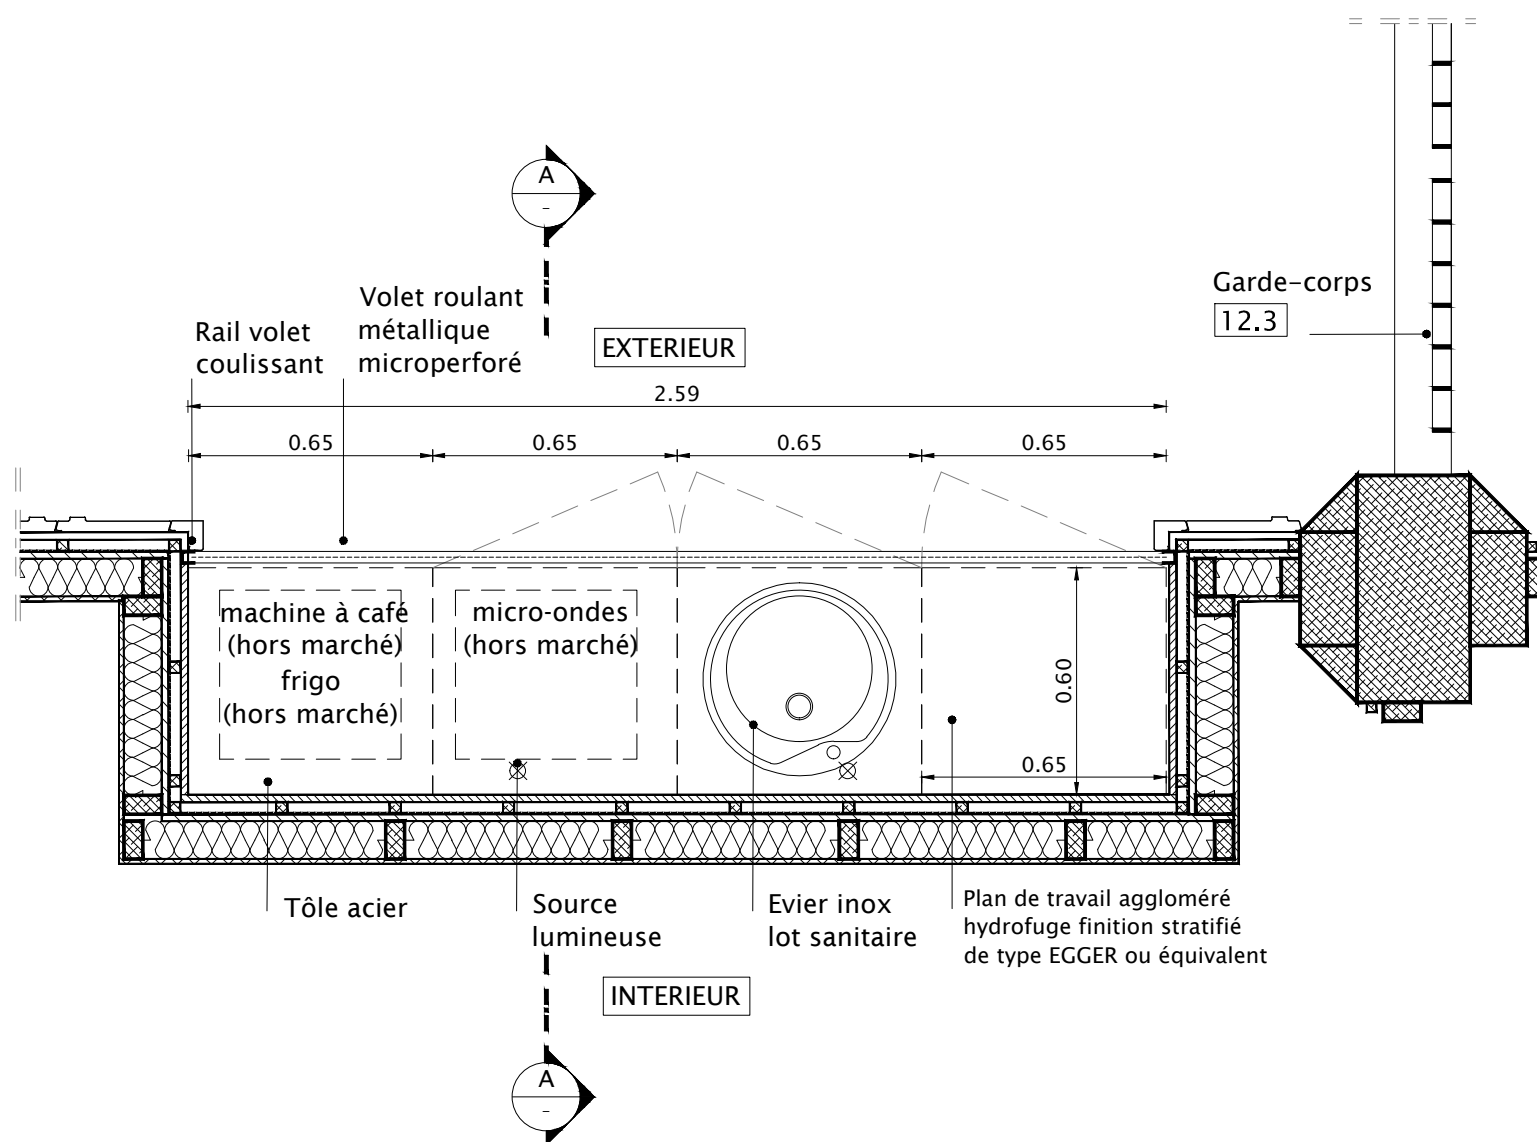 A
-
Garde-corps
12.3
Volet roulant
métallique
microperforé
Rail volet
coulissant
EXTERIEUR
2.59
0.65
0.65
0.65
0.65
machine à café
(hors marché)
frigo
(hors marché)
micro-ondes
(hors marché)
0.60
0.65
Tôle acier
Source
lumineuse
Evier inox
lot sanitaire
Plan de travail aggloméré
hydrofuge finition stratifié
de type EGGER ou équivalent
INTERIEUR
A
-